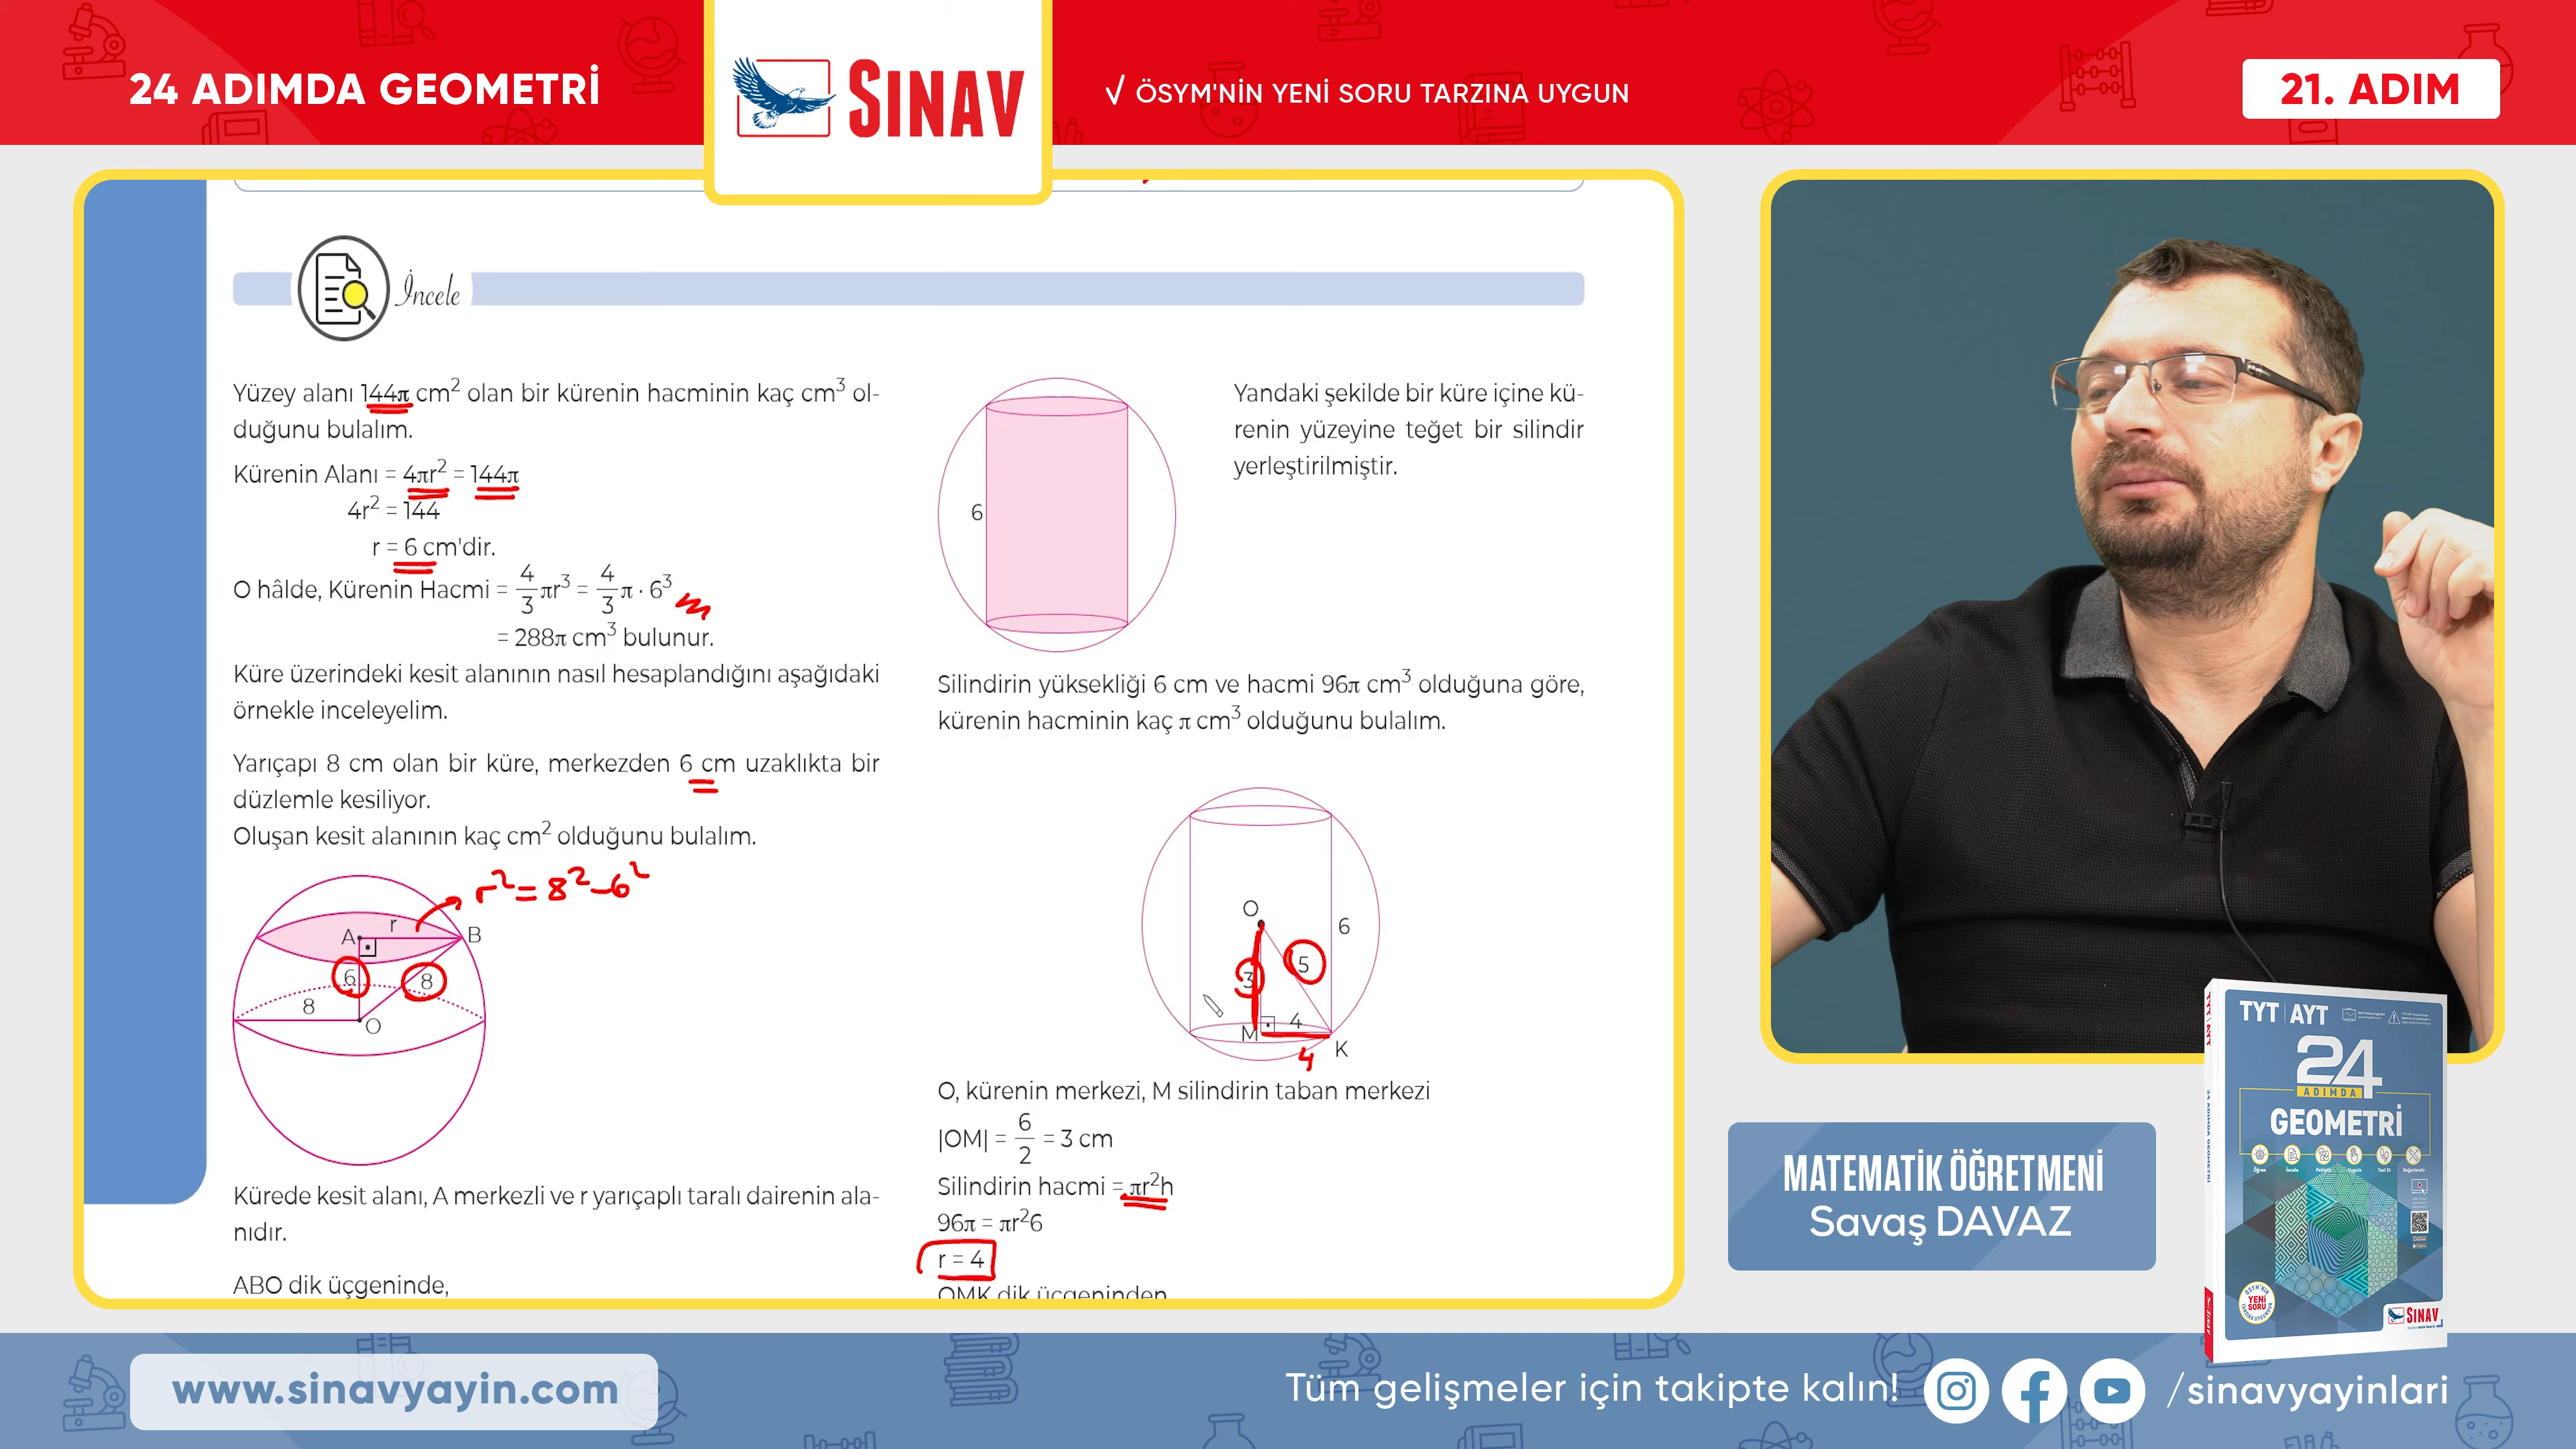 24 ADIMDA GEOMETRİ
SINAV
√ ÖSYM'NİN YENİ SORU TARZINA UYGUN
21. ADIM
İncele
Yüzey alanı 144π cm² olan bir kürenin hacminin kaç cm³ ol-
duğunu bulalım.
Kürenin Alanı = 4πr² = 144π
4r² = 144
r = 6 cm'dir.
O hâlde, Kürenin Hacmi = 4/3 πr³ = 4/3 π · 6³
= 288π cm³ bulunur.
Küre üzerindeki kesit alanının nasıl hesaplandığını aşağıdaki
örnekle inceleyelim.
Yarıçapı 8 cm olan bir küre, merkezden 6 cm uzaklıkta bir
düzlemle kesiliyor.
Oluşan kesit alanının kaç cm² olduğunu bulalım.
r² = 8² - 6²
A r B
6 8
8
O
Kürede kesit alanı, A merkezli ve r yarıçaplı taralı dairenin ala-
nıdır.
ABO dik üçgeninde,
6
Yandaki şekilde bir küre içine kü-
renin yüzeyine teğet bir silindir
yerleştirilmiştir.
Silindirin yüksekliği 6 cm ve hacmi 96π cm³ olduğuna göre,
kürenin hacminin kaç π cm³ olduğunu bulalım.
O
6
3 5
M 4 K
4
O, kürenin merkezi, M silindirin taban merkezi
|OM| = 6/2 = 3 cm
Silindirin hacmi = πr²h
96π = πr²6
r = 4
OMK dik üçgeninden
MATEMATİK ÖĞRETMENİ
Savaş DAVAZ
TYT AYT
24
ADIMDA
GEOMETRİ
YENİ
SORU
SINAV
www.sinavyayin.com
Tüm gelişmeler için takipte kalın!
/sinavyayinlari